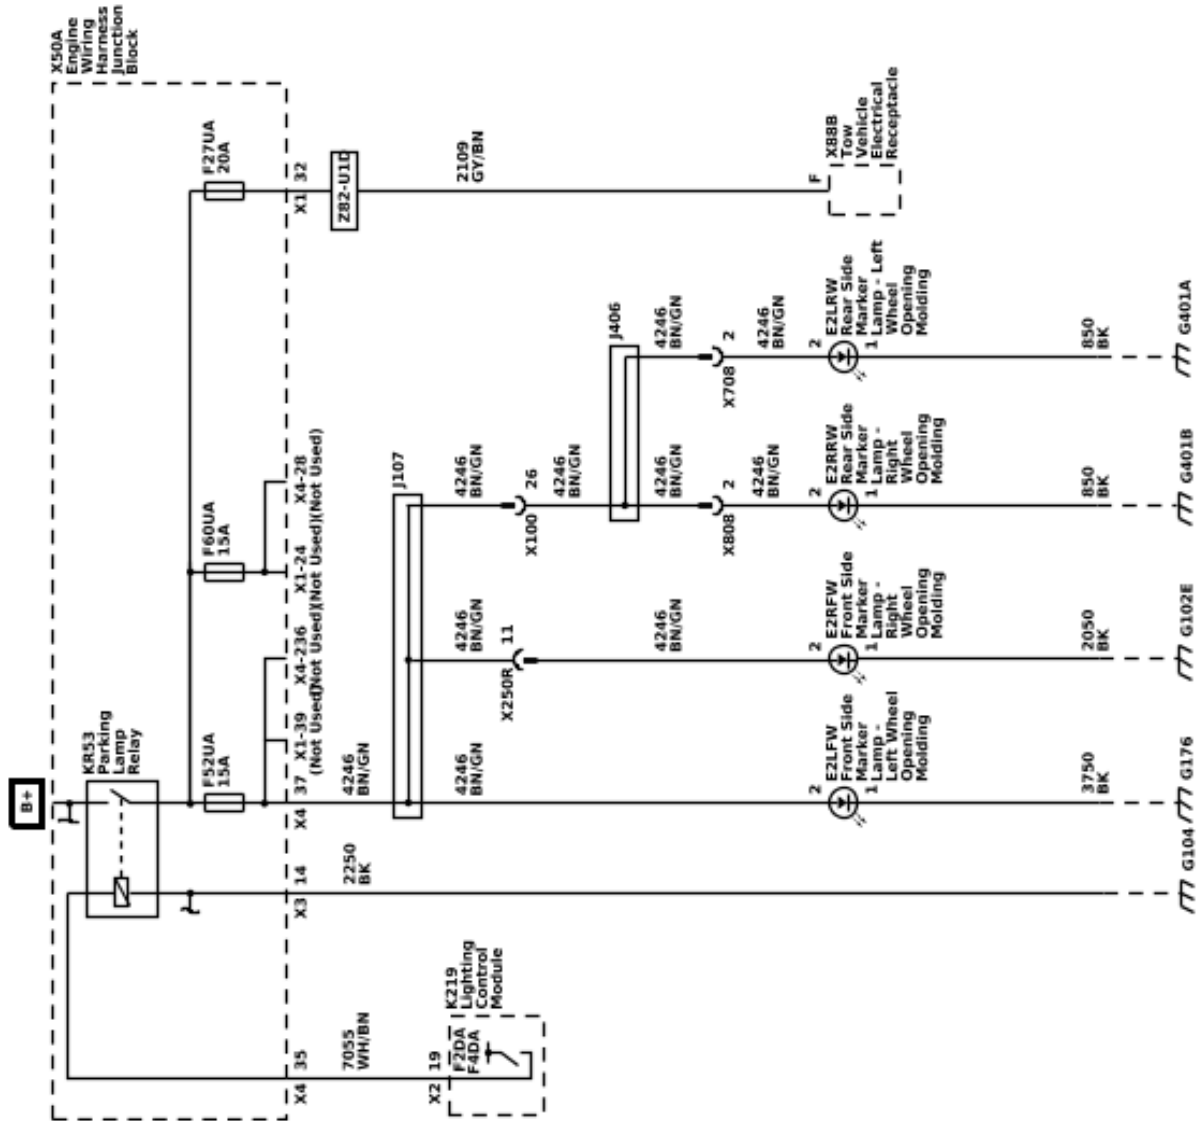 X50A
Engine
Wiring
Harness
Junction
Block
B+
KR53
Parking
Lamp
Relay
F52UA
15A
F60UA
15A
F27UA
20A
X4 35
X3 14
X4 37
X1-39
(Not Used)
X4-236
(Not Used)
X1-24
(Not Used)
X4-28
(Not Used)
X1 32
7055
WH/BN
2250
BK
4246
BN/GN
Z82-U1D
2109
GY/BN
X2 19
K219
Lighting
Control
Module
F2DA
F4DA
J107
4246
BN/GN
4246
BN/GN
4246
BN/GN
X250R 11
X100 26
4246
BN/GN
J406
4246
BN/GN
4246
BN/GN
4246
BN/GN
X808 2
X708 2
4246
BN/GN
4246
BN/GN
2
1
E2LFW
Front Side
Marker
Lamp -
Left Wheel
Opening
Molding
2
1
E2RFW
Front Side
Marker
Lamp -
Right
Wheel
Opening
Molding
2
1
E2RRW
Rear Side
Marker
Lamp -
Right
Wheel
Opening
Molding
2
1
E2LRW
Rear Side
Marker
Lamp - Left
Wheel
Opening
Molding
F
X88B
Tow
Vehicle
Electrical
Receptacle
3750
BK
2050
BK
850
BK
850
BK
G104
G176
G102E
G401B
G401A